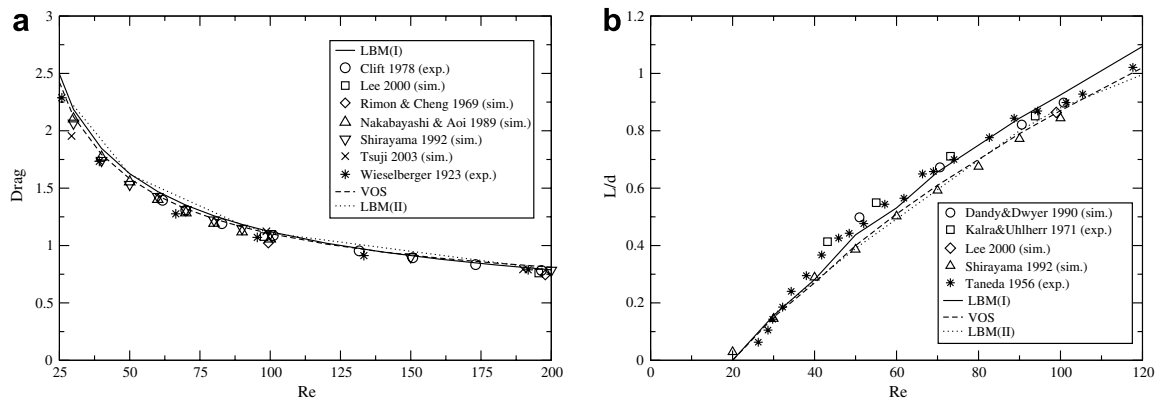 a
3
2.5
2
1.5
1
0.5
0
Drag
25
50
75
100
125
150
175
200
Re
LBM(I)
Clift 1978 (exp.)
Lee 2000 (sim.)
Rimon & Cheng 1969 (sim.)
Nakabayashi & Aoi 1989 (sim.)
Shirayama 1992 (sim.)
Tsuji 2003 (sim.)
Wieselberger 1923 (exp.)
VOS
LBM(II)
b
1.2
1
0.8
0.6
0.4
0.2
0
L/d
0
20
40
60
80
100
120
Re
Dandy&Dwyer 1990 (sim.)
Kalra&Uhlherr 1971 (exp.)
Lee 2000 (sim.)
Shirayama 1992 (sim.)
Taneda 1956 (exp.)
LBM(I)
VOS
LBM(II)